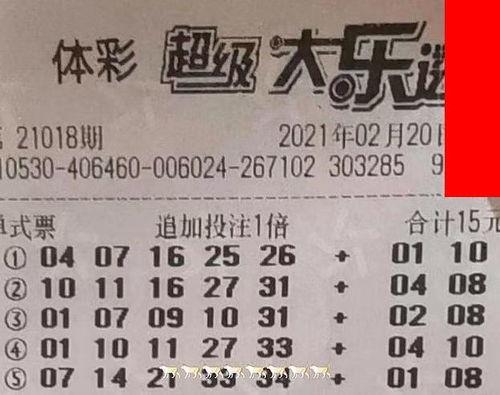 体彩 超级大乐透
21018期 2021年02月20日
10530-406460-006024-267102 303285 9
单式票 追加投注1倍 合计15元
① 04 07 16 25 26 + 01 10
② 10 11 16 27 31 + 04 08
③ 01 07 09 10 31 + 02 08
④ 01 10 11 27 33 + 04 10
⑤ 07 14 21 33 34 + 01 08